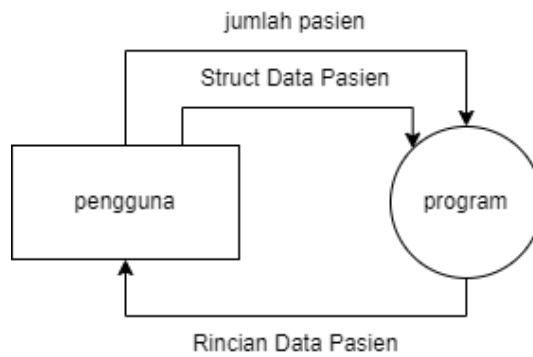 jumlah pasien
Struct Data Pasien
pengguna
program
Rincian Data Pasien